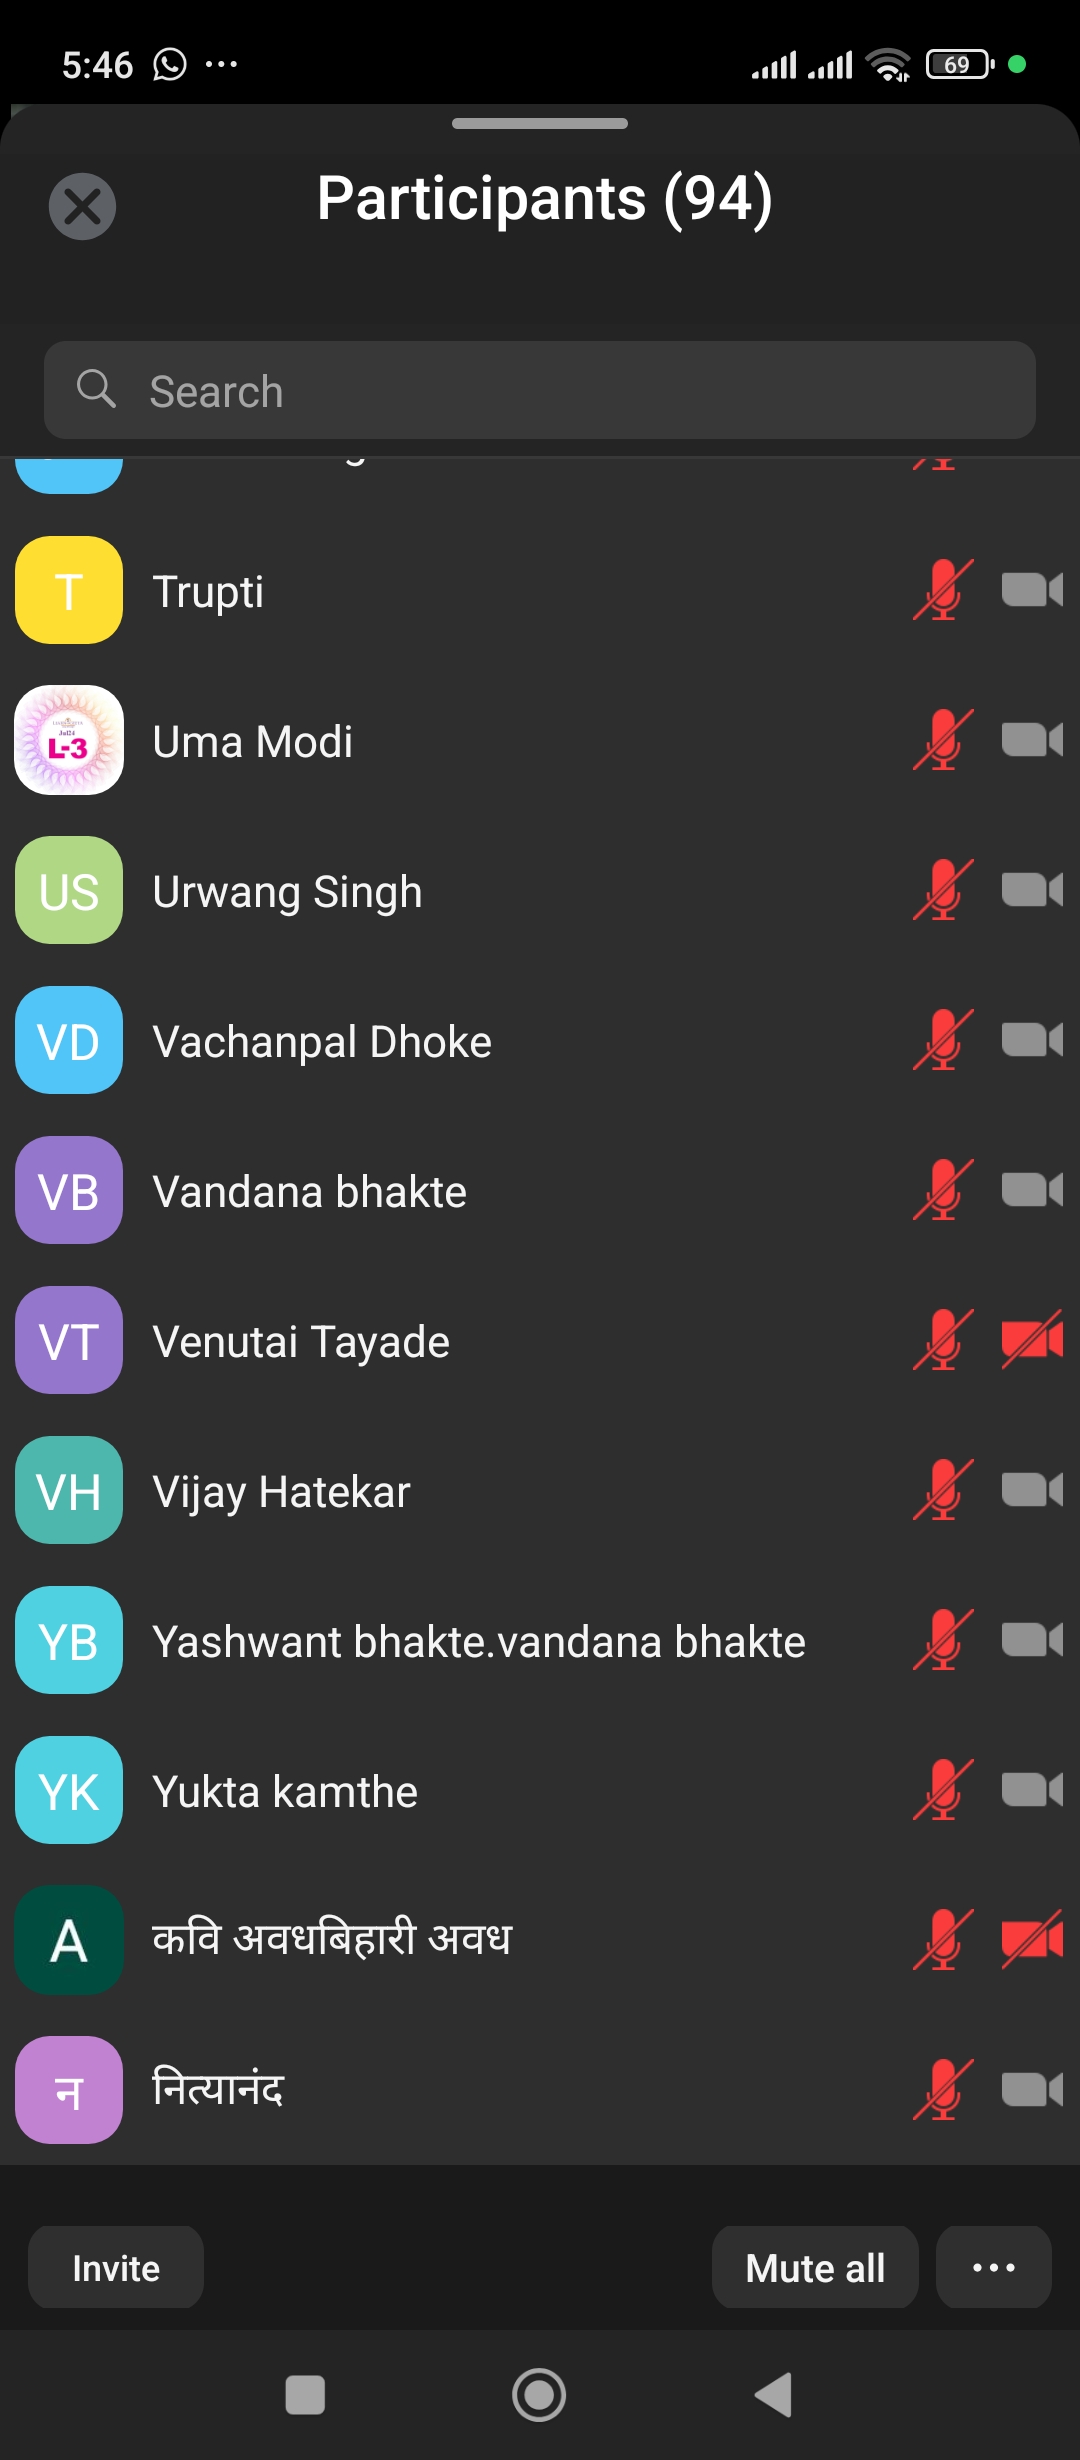 5:46
69
Participants (94)
Search
T
Trupti
Jul24
L-3
Uma Modi
US
Urwang Singh
VD
Vachanpal Dhoke
VB
Vandana bhakte
VT
Venutai Tayade
VH
Vijay Hatekar
YB
Yashwant bhakte.vandana bhakte
YK
Yukta kamthe
A
कवि अवधबिहारी अवध
न
नित्यानंद
Invite
Mute all